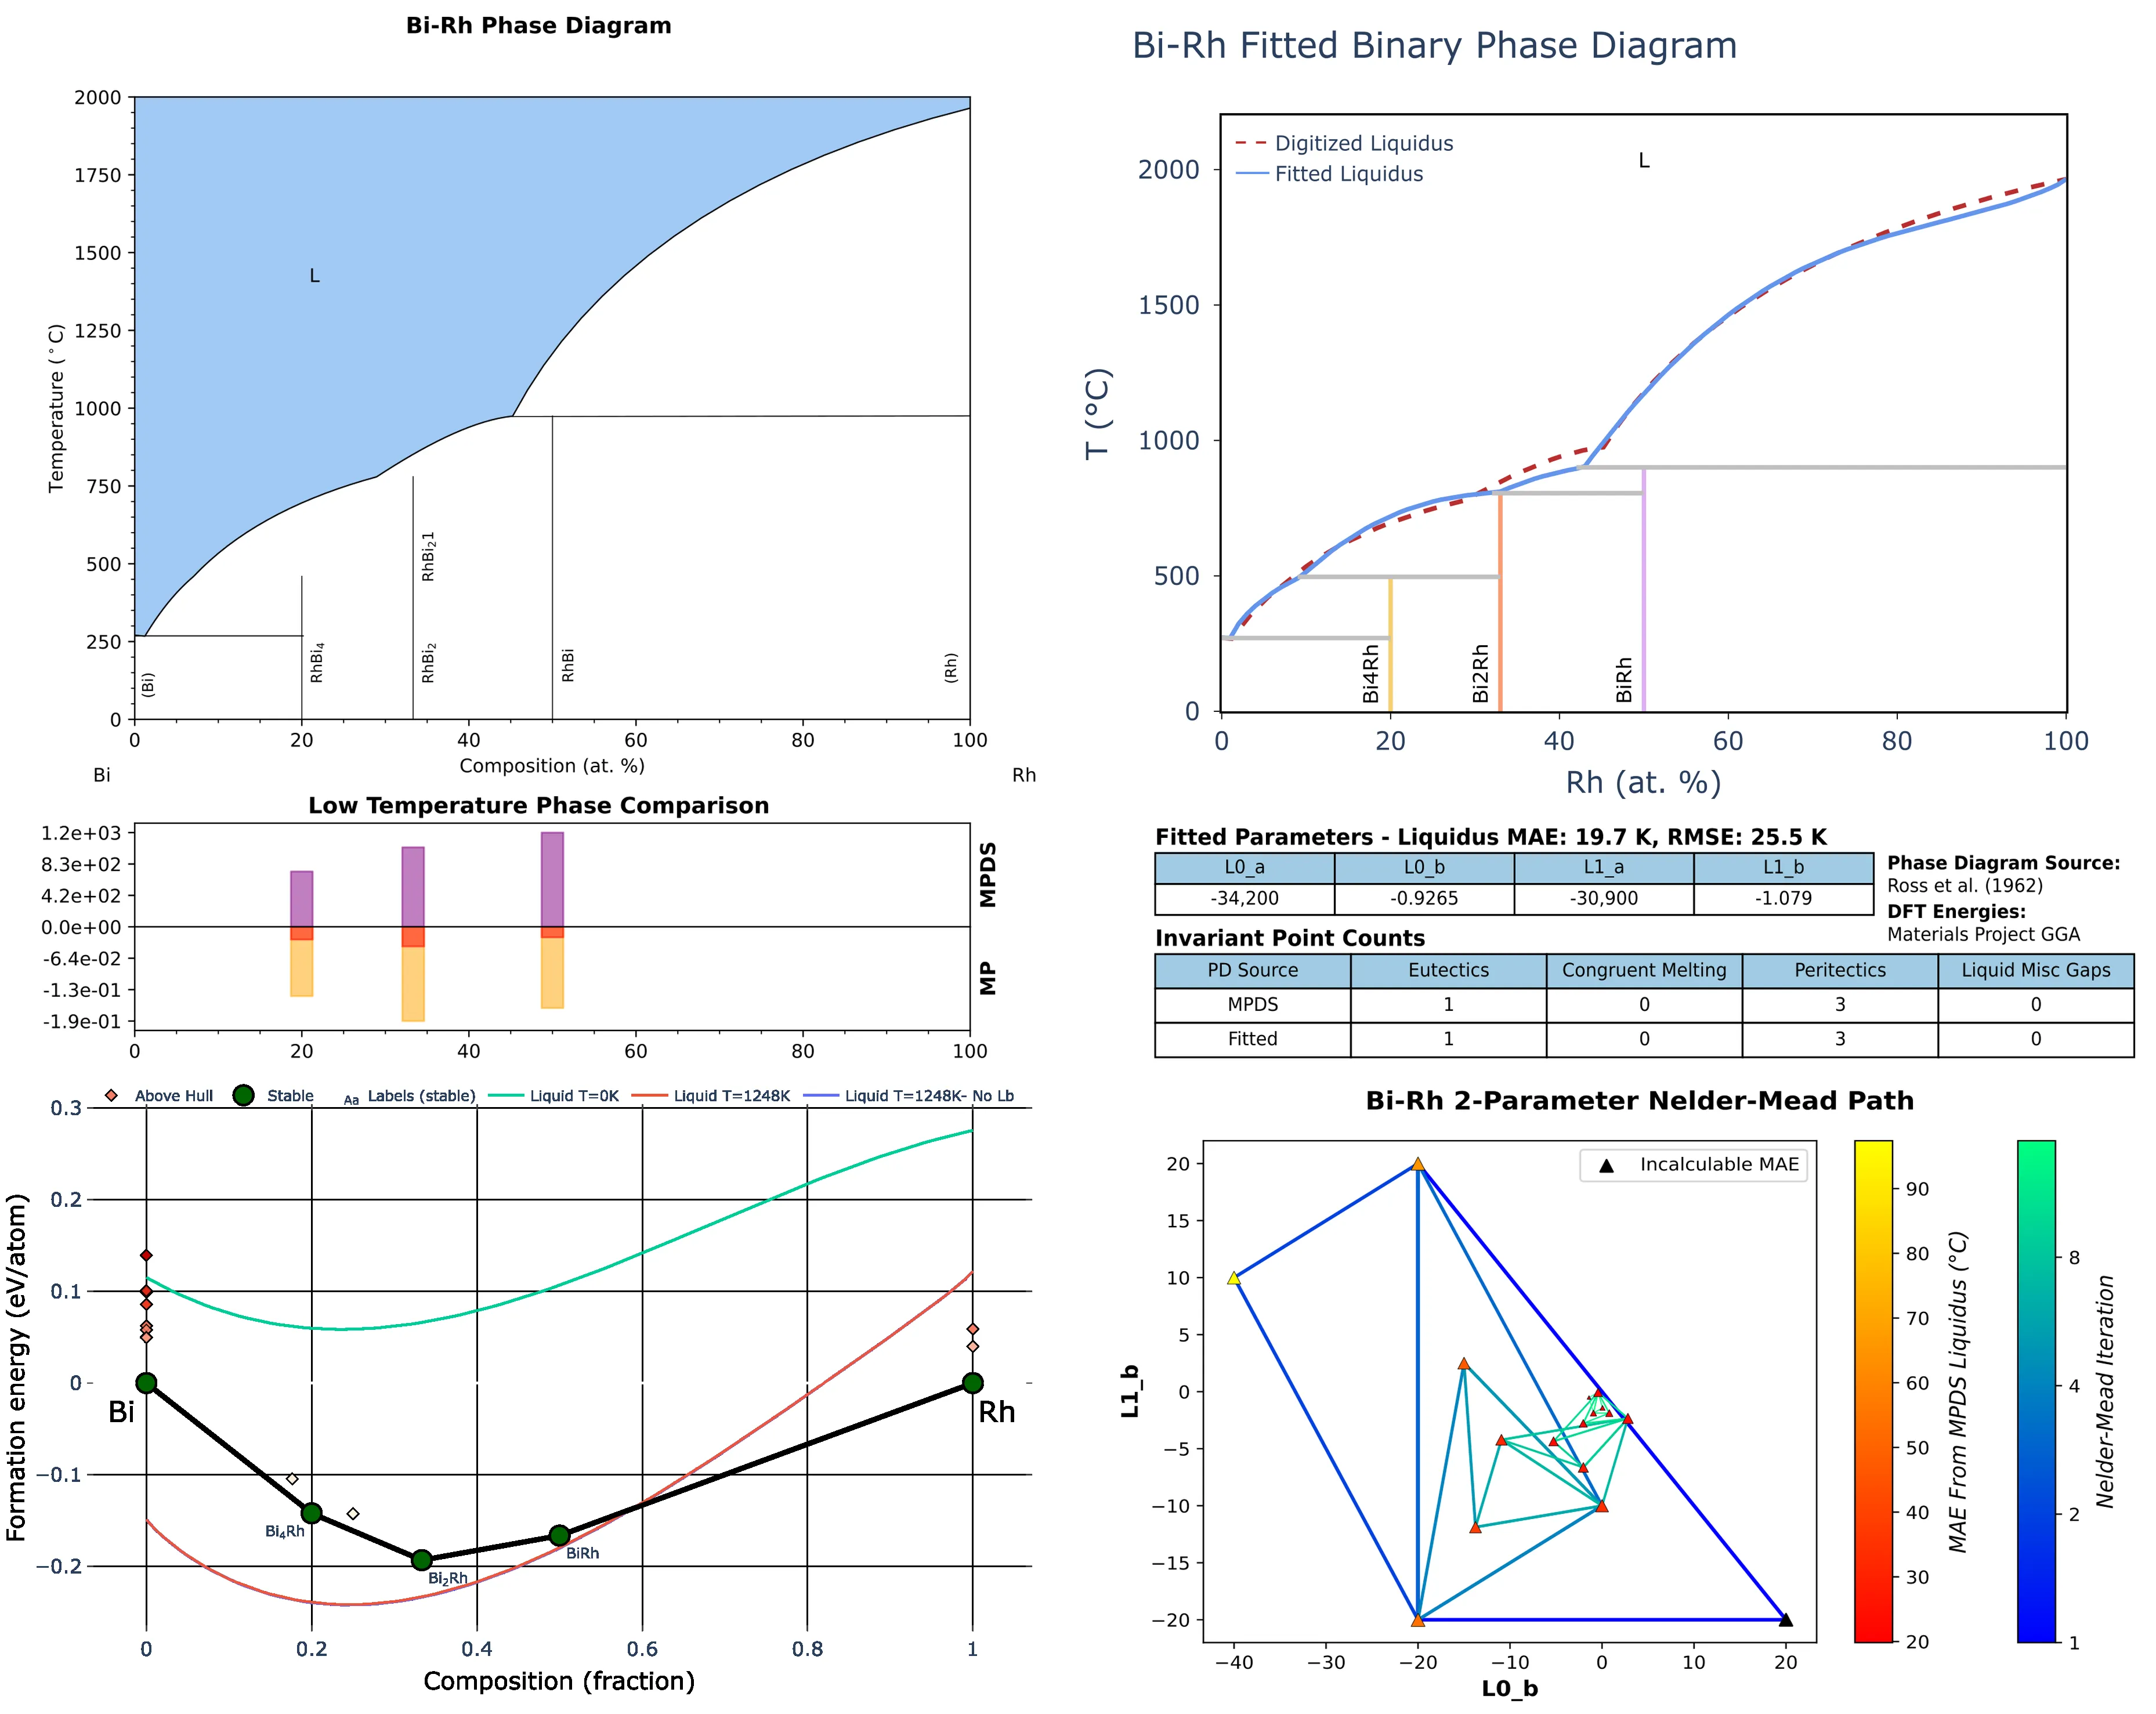 Bi-Rh Phase Diagram
2000
1750
1500
1250
1000
750
500
250
0
Temperature (°C)
L
(Bi)
RhBi4
RhBi2
RhBi21
RhBi
(Rh)
0 20 40 60 80 100
Composition (at. %)
Bi Rh
Low Temperature Phase Comparison
1.2e+03
8.3e+02
4.2e+02
0.0e+00
-6.4e-02
-1.3e-01
-1.9e-01
MPDS
MP
0 20 40 60 80 100
Above Hull Stable Aa Labels (stable) Liquid T=0K Liquid T=1248K Liquid T=1248K- No Lb
0.3
0.2
0.1
0
−0.1
−0.2
Formation energy (eV/atom)
Bi
Bi4Rh
Bi2Rh
BiRh
Rh
0 0.2 0.4 0.6 0.8 1
Composition (fraction)
Bi-Rh Fitted Binary Phase Diagram
Digitized Liquidus
Fitted Liquidus
L
2000
1500
1000
500
0
T (°C)
Bi4Rh
Bi2Rh
BiRh
0 20 40 60 80 100
Rh (at. %)
Fitted Parameters - Liquidus MAE: 19.7 K, RMSE: 25.5 K
L0_a L0_b L1_a L1_b
-34,200 -0.9265 -30,900 -1.079
Phase Diagram Source:
Ross et al. (1962)
DFT Energies:
Materials Project GGA
Invariant Point Counts
PD Source Eutectics Congruent Melting Peritectics Liquid Misc Gaps
MPDS 1 0 3 0
Fitted 1 0 3 0
Bi-Rh 2-Parameter Nelder-Mead Path
Incalculable MAE
20
15
10
5
0
−5
−10
−15
−20
L1_b
−40 −30 −20 −10 0 10 20
L0_b
90
80
70
60
50
40
30
20
MAE From MPDS Liquidus (°C)
8
4
2
1
Nelder-Mead Iteration